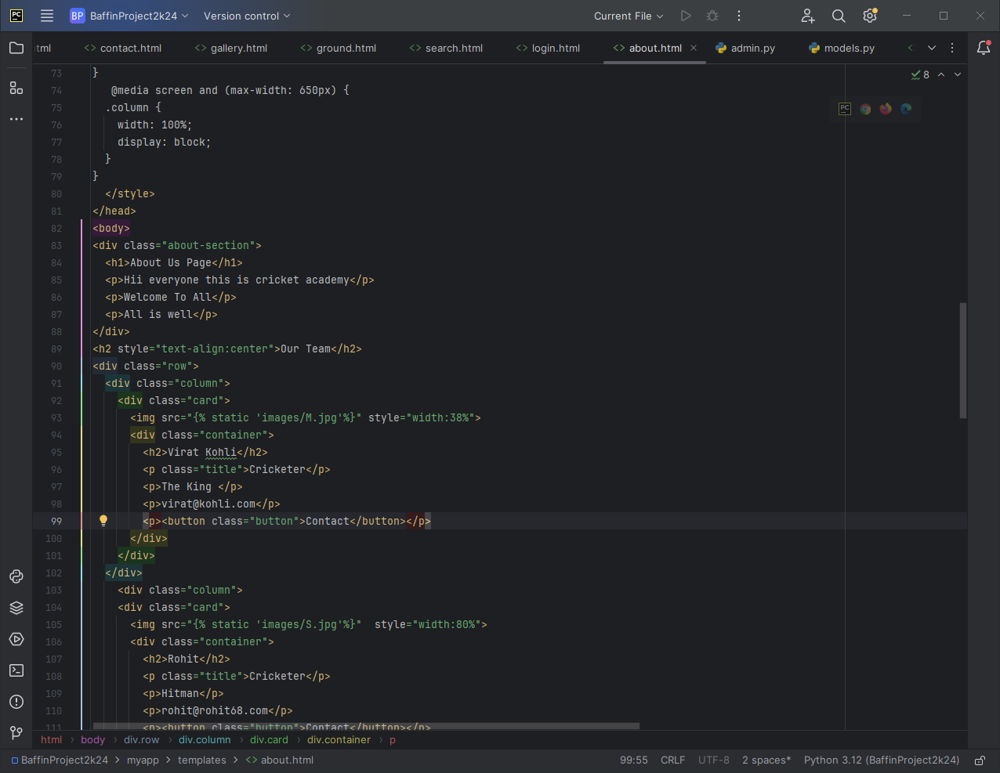 PC BP BaffinProject2k24 Version control Current File
html contact.html gallery.html ground.html search.html login.html about.html admin.py models.py
8
PC
73 }
74 @media screen and (max-width: 650px) {
75 .column {
76 width: 100%;
77 display: block;
78 }
79 }
80 </style>
81 </head>
82 <body>
83 <div class="about-section">
84 <h1>About Us Page</h1>
85 <p>Hii everyone this is cricket academy</p>
86 <p>Welcome To All</p>
87 <p>All is well</p>
88 </div>
89 <h2 style="text-align:center">Our Team</h2>
90 <div class="row">
91 <div class="column">
92 <div class="card">
93 <img src="{% static 'images/M.jpg'%}" style="width:38%">
94 <div class="container">
95 <h2>Virat Kohli</h2>
96 <p class="title">Cricketer</p>
97 <p>The King </p>
98 <p>virat@kohli.com</p>
99 <p><button class="button">Contact</button></p>
100 </div>
101 </div>
102 </div>
103 <div class="column">
104 <div class="card">
105 <img src="{% static 'images/S.jpg'%}"  style="width:80%">
106 <div class="container">
107 <h2>Rohit</h2>
108 <p class="title">Cricketer</p>
109 <p>Hitman</p>
110 <p>rohit@rohit68.com</p>
111 <p><button class="button">Contact</button></p>
html › body › div.row › div.column › div.card › div.container › p
BaffinProject2k24 > myapp > templates > <> about.html 99:55 CRLF UTF-8 2 spaces* Python 3.12 (BaffinProject2k24)